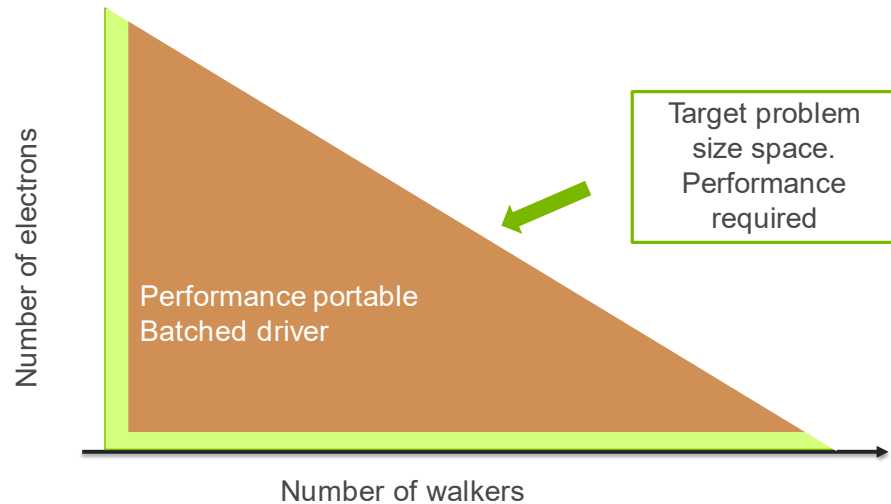 Number of electrons
Target problem
size space.
Performance
required
Performance portable
Batched driver
Number of walkers